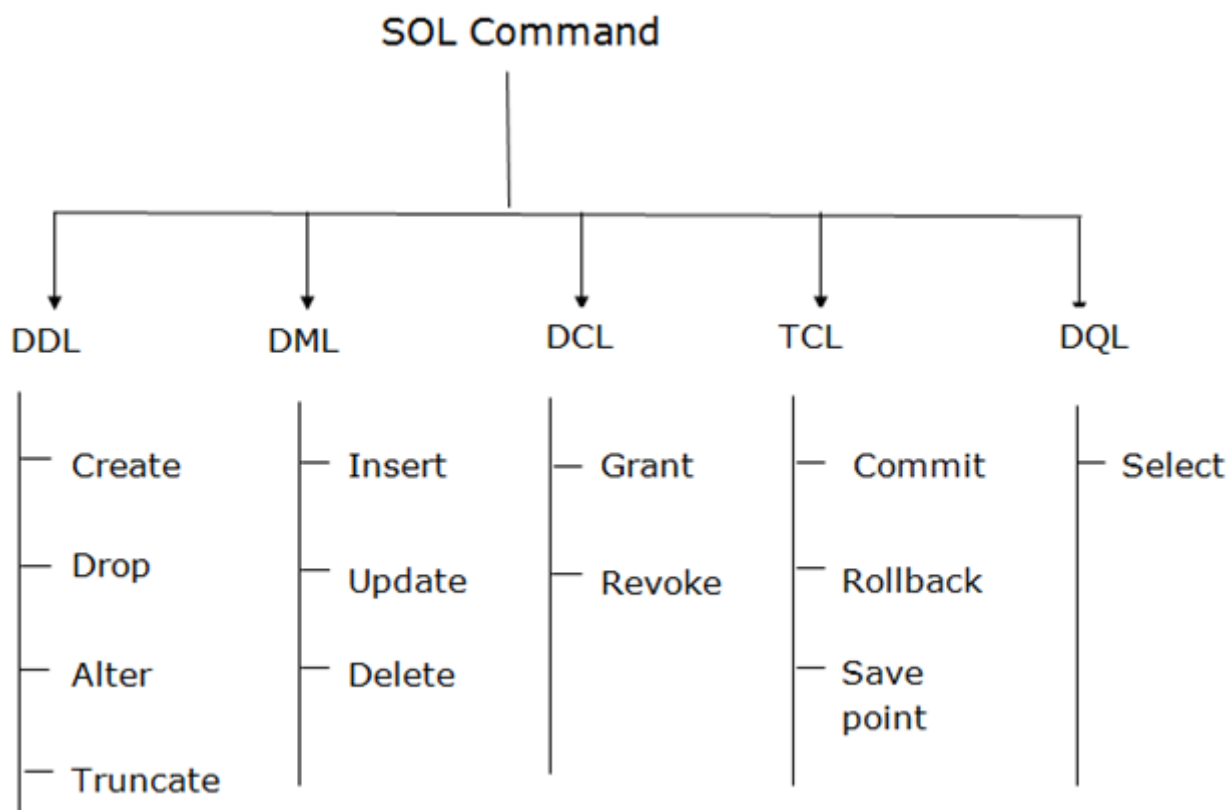 SOL Command
DDL
DML
DCL
TCL
DQL
Create
Drop
Alter
Truncate
Insert
Update
Delete
Grant
Revoke
Commit
Rollback
Save
point
Select